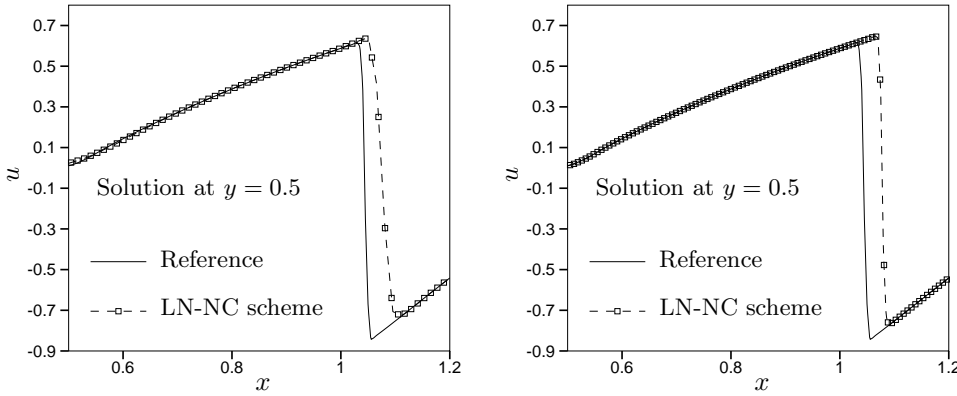 0.7
0.5
0.3
0.1
-0.1
-0.3
-0.5
-0.7
-0.9
u
Solution at y = 0.5
Reference
LN-NC scheme
0.6
0.8
1
1.2
x
0.7
0.5
0.3
0.1
-0.1
-0.3
-0.5
-0.7
-0.9
u
Solution at y = 0.5
Reference
LN-NC scheme
0.6
0.8
1
1.2
x